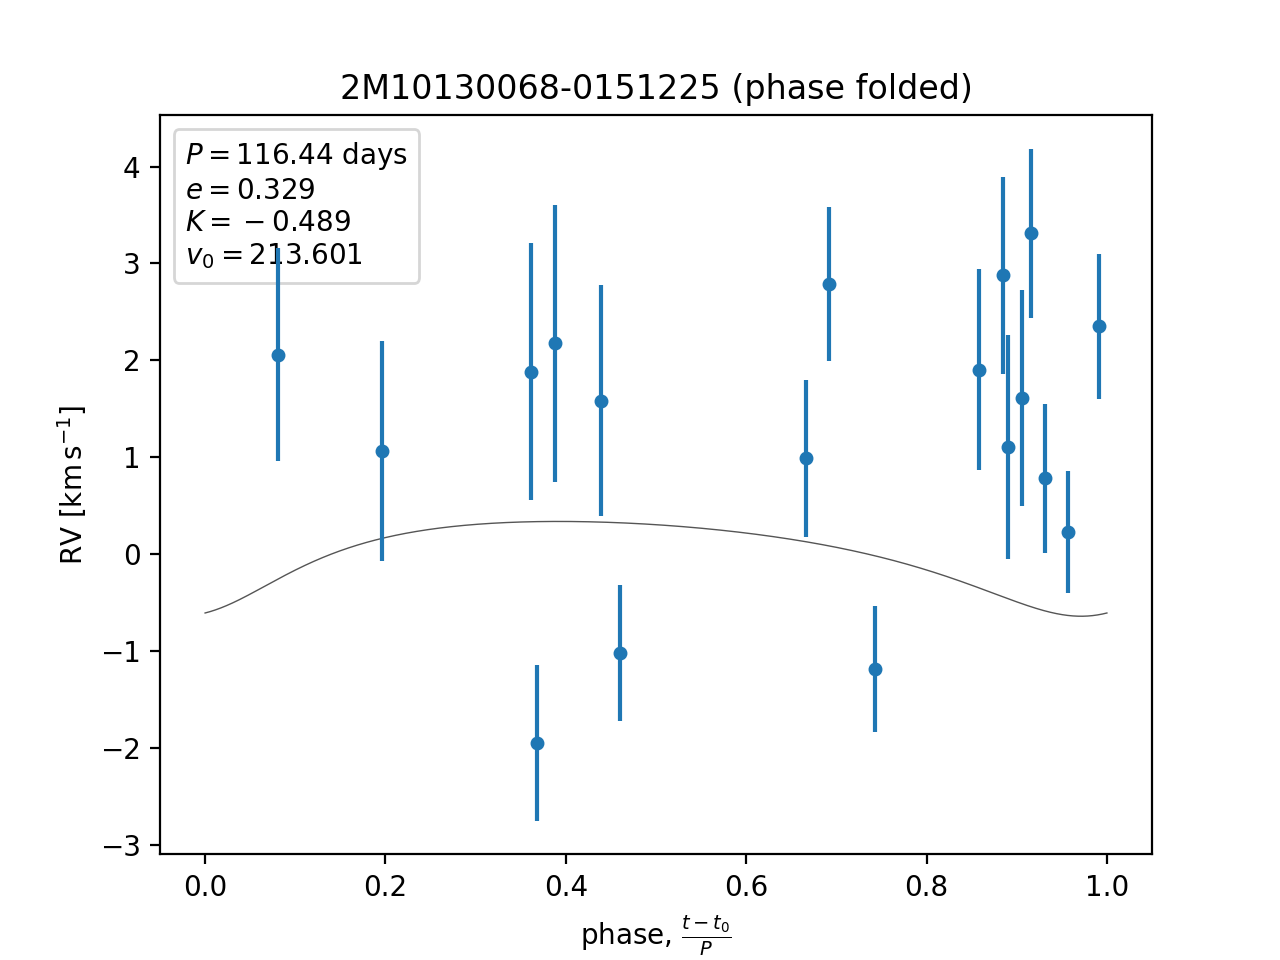 2M10130068-0151225 (phase folded)
P = 116.44 days
e = 0.329
K = −0.489
v₀ = 213.601
RV [km s⁻¹]
4
3
2
1
0
−1
−2
−3
0.0 0.2 0.4 0.6 0.8 1.0
phase, (t − t₀)/P